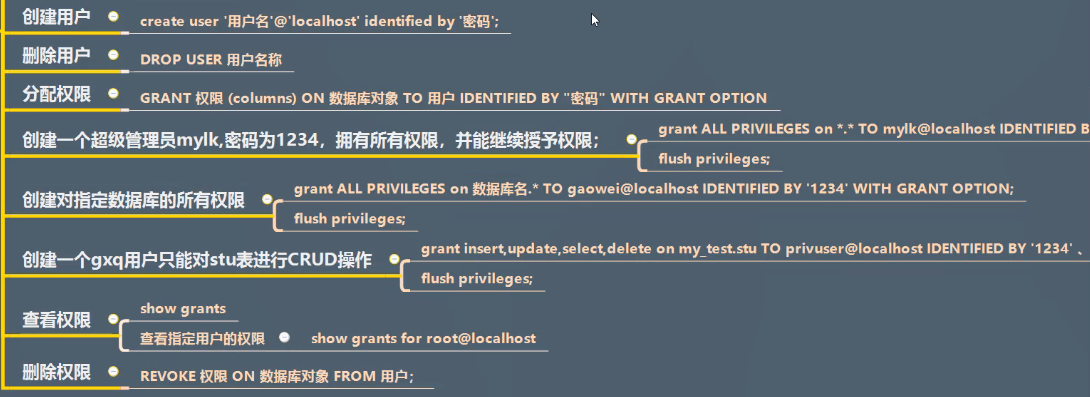 创建用户
create user '用户名'@'localhost' identified by '密码';
删除用户
DROP USER 用户名称
分配权限
GRANT 权限 (columns) ON 数据库对象 TO 用户 IDENTIFIED BY "密码" WITH GRANT OPTION
创建一个超级管理员mylk,密码为1234，拥有所有权限，并能继续授予权限；
grant ALL PRIVILEGES on *.* TO mylk@localhost IDENTIFIED B
flush privileges;
创建对指定数据库的所有权限
grant ALL PRIVILEGES on 数据库名.* TO gaowei@localhost IDENTIFIED BY '1234' WITH GRANT OPTION;
flush privileges;
创建一个gxq用户只能对stu表进行CRUD操作
grant insert,update,select,delete on my_test.stu TO privuser@localhost IDENTIFIED BY '1234' 、
flush privileges;
查看权限
show grants
查看指定用户的权限
show grants for root@localhost
删除权限
REVOKE 权限 ON 数据库对象 FROM 用户;